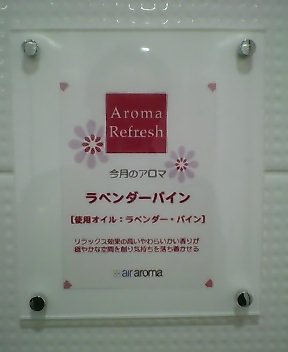 Aroma
Refresh
今月のアロマ
ラベンダーパイン
[使用オイル:ラベンダー・パイン]
リラックス効果の高いやわらかい香りが
穏やかな空間を創り気持ちを落ち着かせる
air aroma